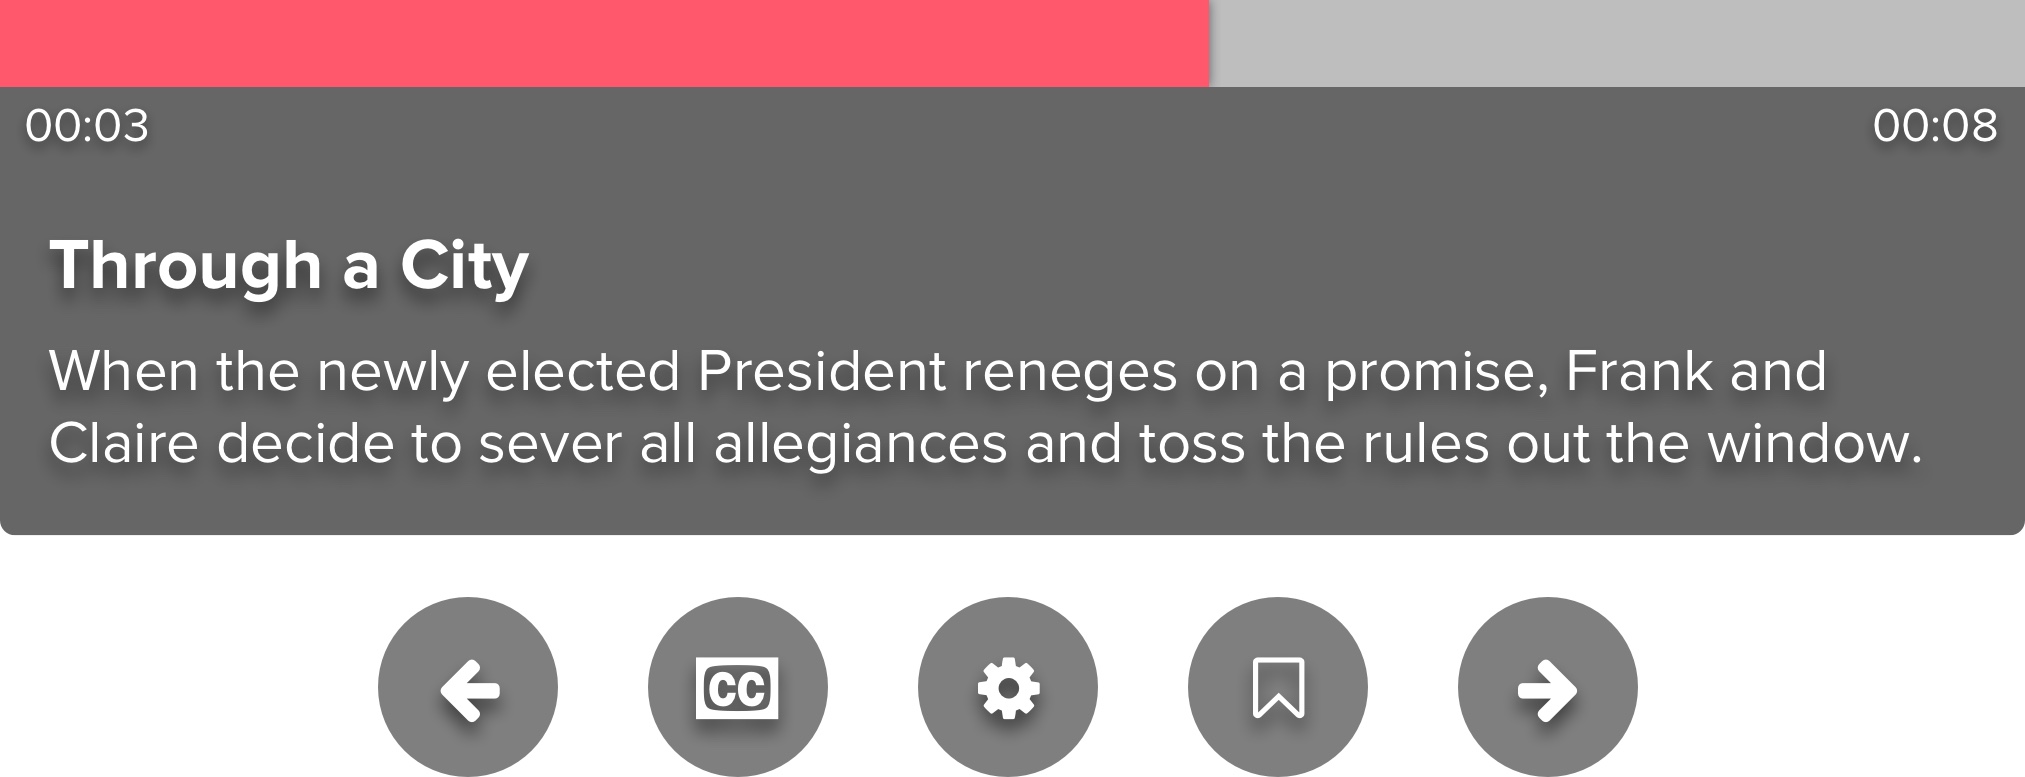 00:03 00:08
Through a City
When the newly elected President reneges on a promise, Frank and
Claire decide to sever all allegiances and toss the rules out the window.
CC